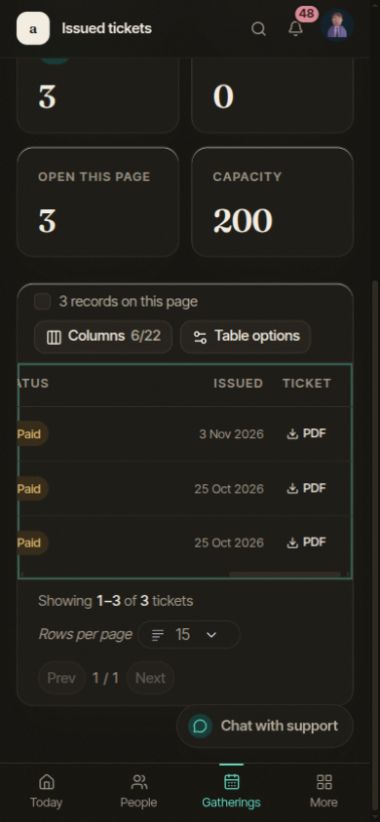 a Issued tickets 48
3 0
OPEN THIS PAGE CAPACITY
3 200
3 records on this page
Columns 6/22 Table options
ATUS ISSUED TICKET
Paid 3 Nov 2026 PDF
Paid 25 Oct 2026 PDF
Paid 25 Oct 2026 PDF
Showing 1–3 of 3 tickets
Rows per page 15
Prev 1 / 1 Next
Chat with support
Today People Gatherings More